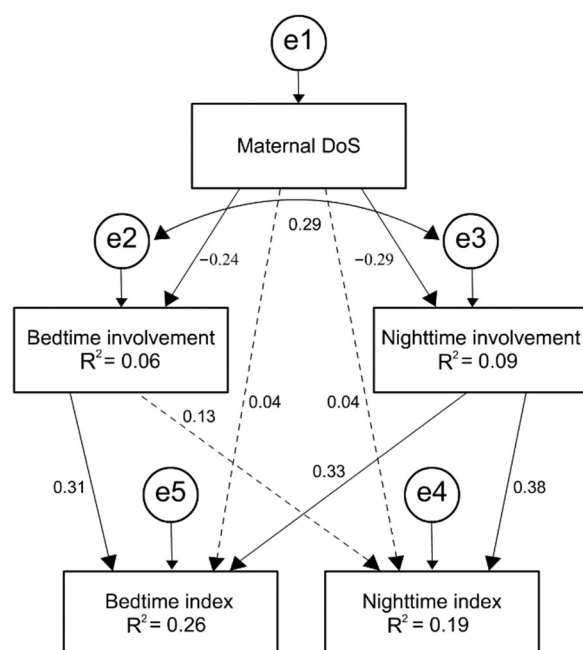 e1
Maternal DoS
e2
0.29
e3
−0.24
−0.29
Bedtime involvement
R² = 0.06
Nighttime involvement
R² = 0.09
0.13
0.04
0.04
0.33
0.31
e5
e4
0.38
Bedtime index
R² = 0.26
Nighttime index
R² = 0.19